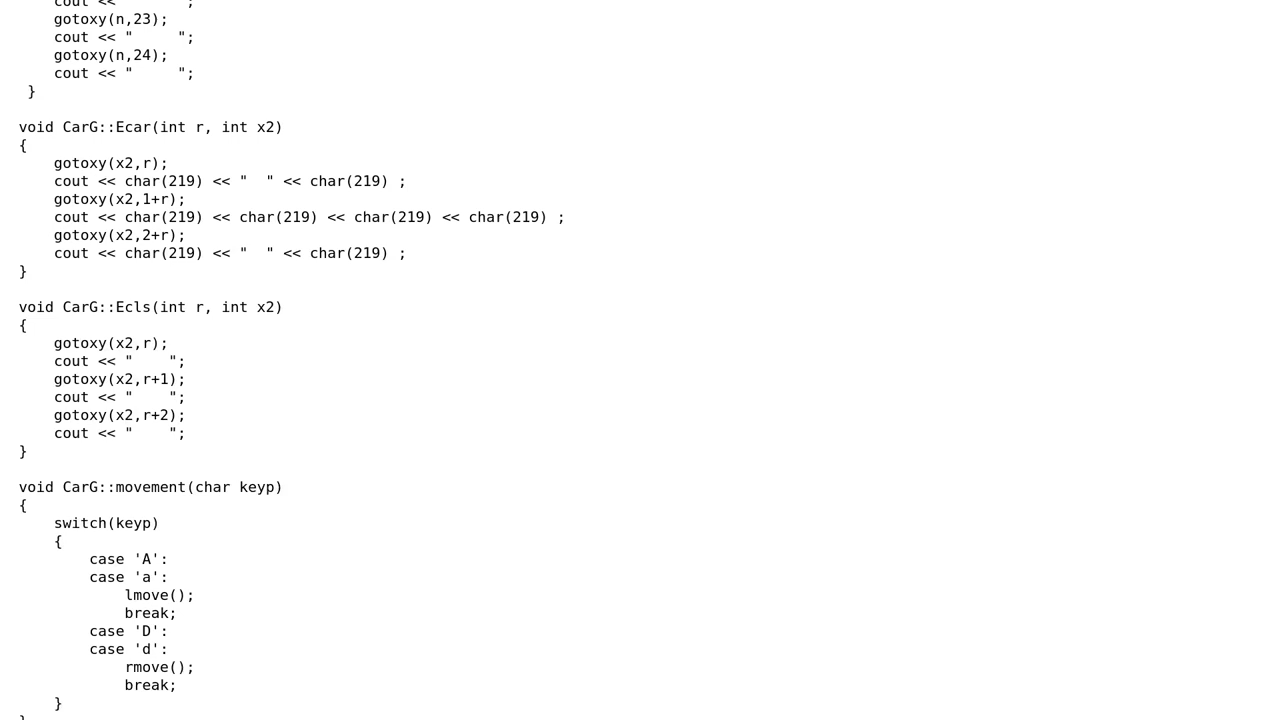 cout << "      ";
    gotoxy(n,23);
    cout << "     ";
    gotoxy(n,24);
    cout << "     ";
 }

void CarG::Ecar(int r, int x2)
{
    gotoxy(x2,r);
    cout << char(219) << "  " << char(219) ;
    gotoxy(x2,1+r);
    cout << char(219) << char(219) << char(219) << char(219) ;
    gotoxy(x2,2+r);
    cout << char(219) << "  " << char(219) ;
}

void CarG::Ecls(int r, int x2)
{
    gotoxy(x2,r);
    cout << "    ";
    gotoxy(x2,r+1);
    cout << "    ";
    gotoxy(x2,r+2);
    cout << "    ";
}

void CarG::movement(char keyp)
{
    switch(keyp)
    {
        case 'A':
        case 'a':
            lmove();
            break;
        case 'D':
        case 'd':
            rmove();
            break;
    }
}